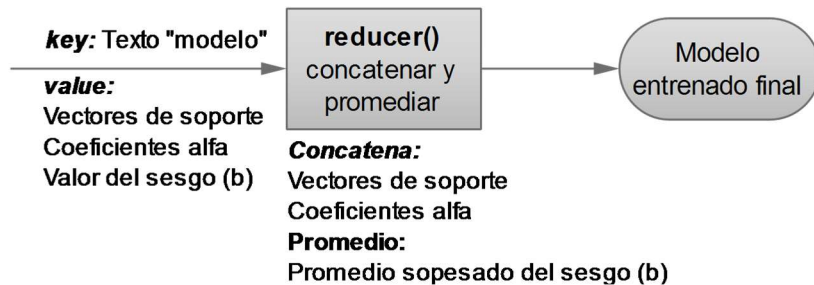 key: Texto "modelo"
value:
Vectores de soporte
Coeficientes alfa
Valor del sesgo (b)
reducer()
concatenar y
promediar
Concatena:
Vectores de soporte
Coeficientes alfa
Promedio:
Promedio sopesado del sesgo (b)
Modelo
entrenado final